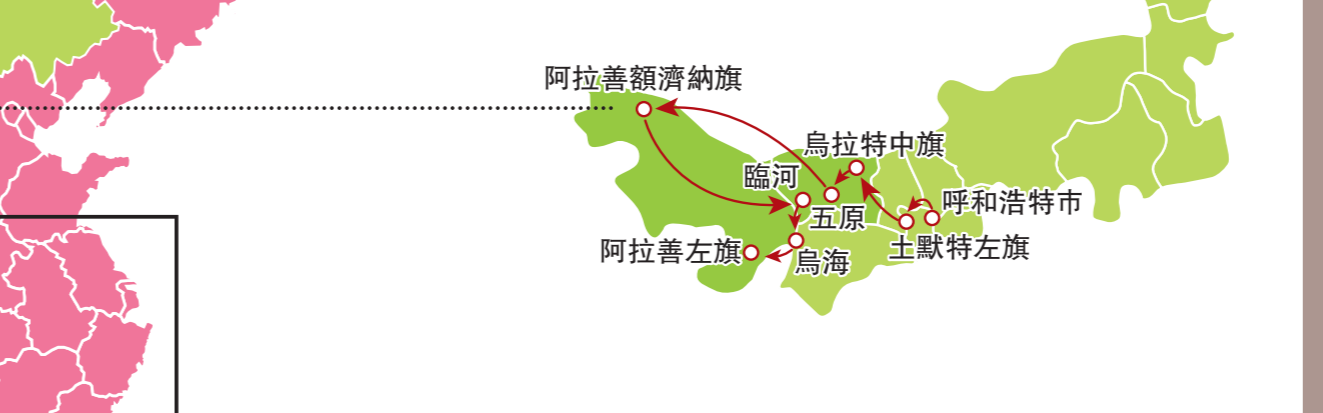 阿拉善額濟納旗
烏拉特中旗
臨河
呼和浩特市
五原
阿拉善左旗
烏海
土默特左旗